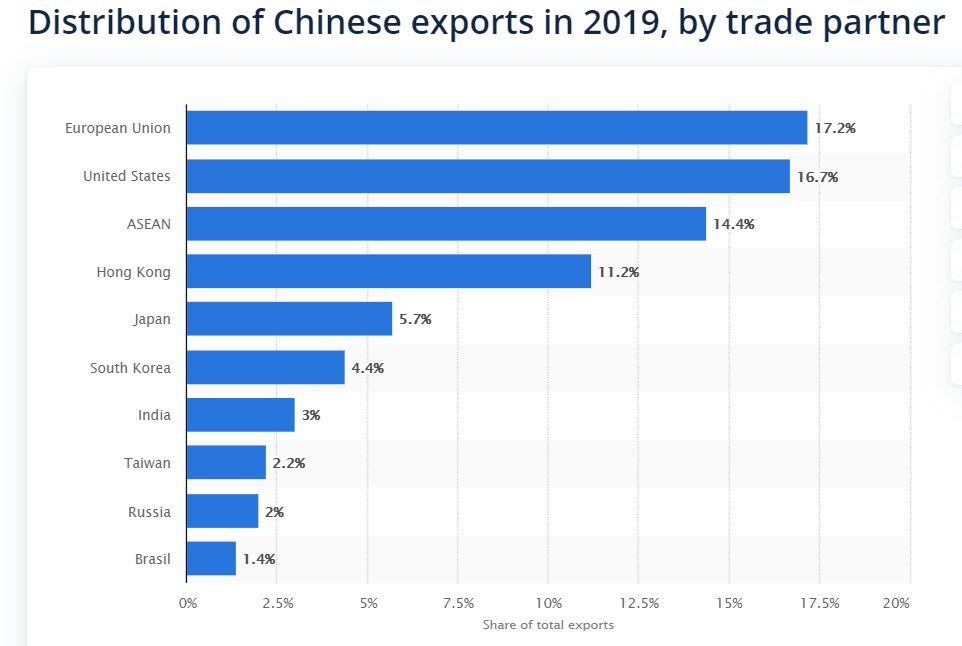 Distribution of Chinese exports in 2019, by trade partner
European Union 17.2%
United States 16.7%
ASEAN 14.4%
Hong Kong 11.2%
Japan 5.7%
South Korea 4.4%
India 3%
Taiwan 2.2%
Russia 2%
Brasil 1.4%
0% 2.5% 5% 7.5% 10% 12.5% 15% 17.5% 20%
Share of total exports